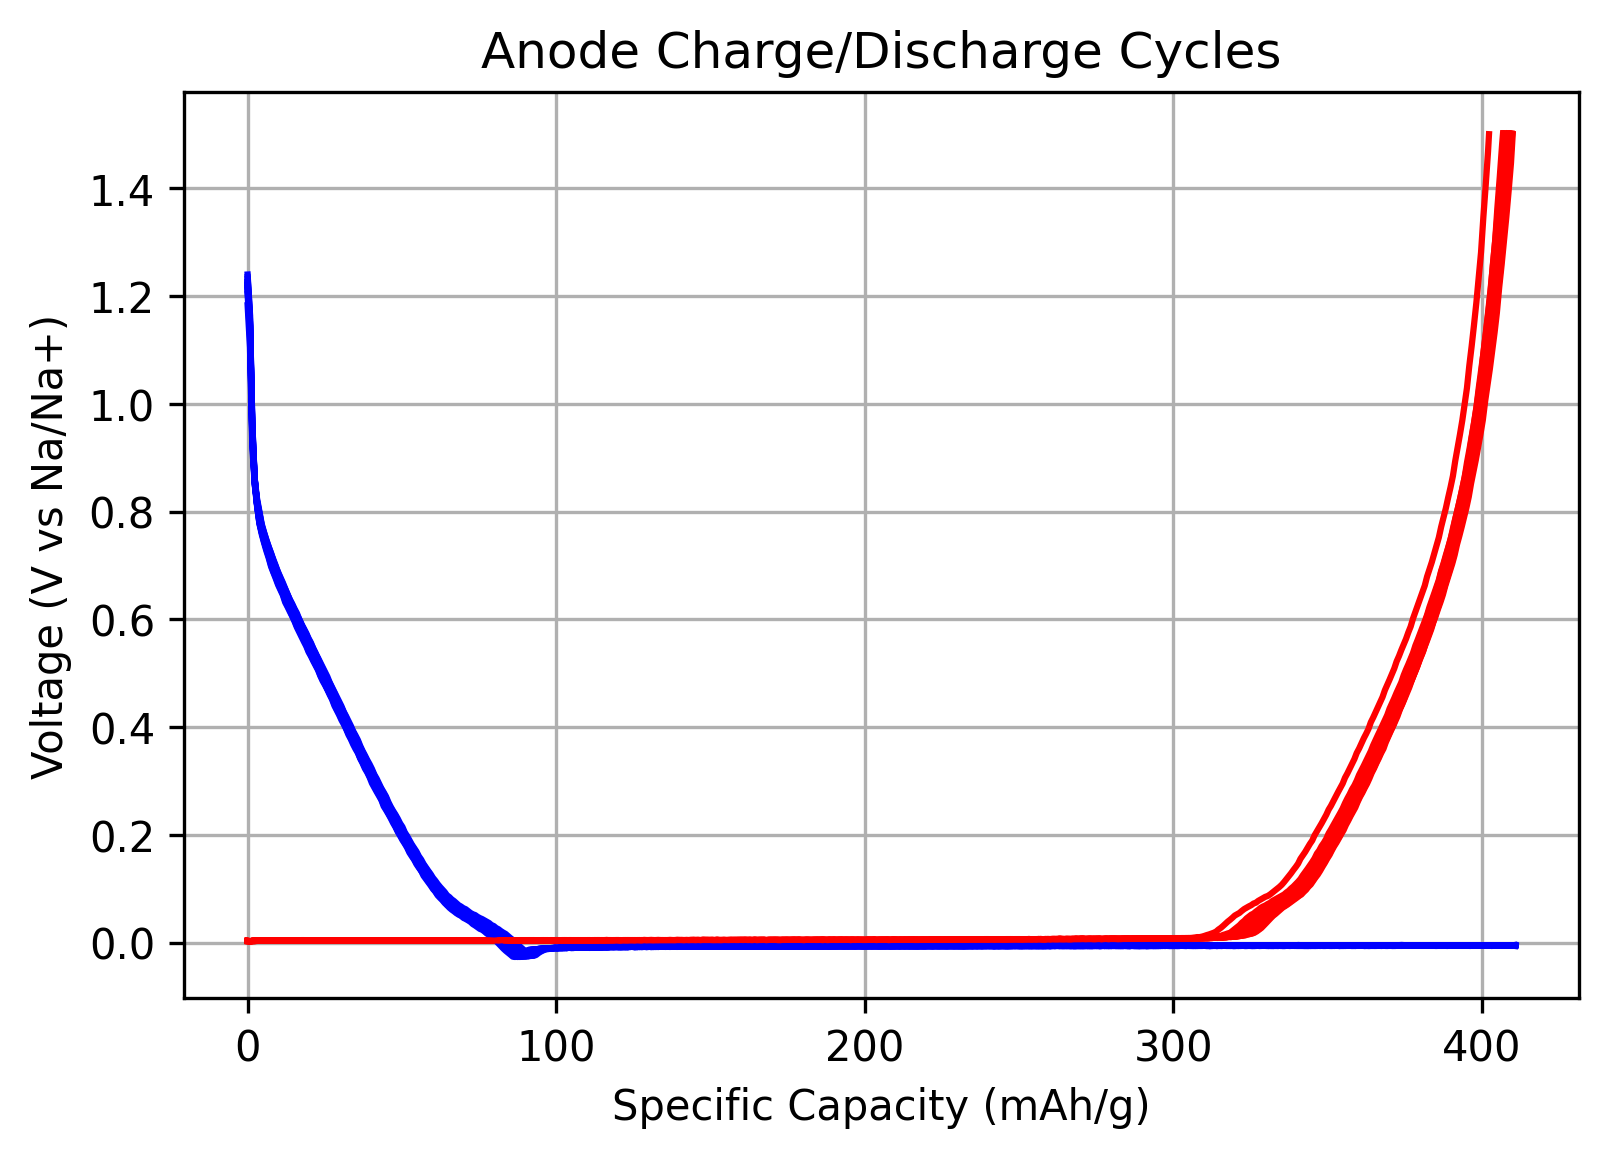 Anode Charge/Discharge Cycles
Voltage (V vs Na/Na+)
1.4
1.2
1.0
0.8
0.6
0.4
0.2
0.0
0 100 200 300 400
Specific Capacity (mAh/g)